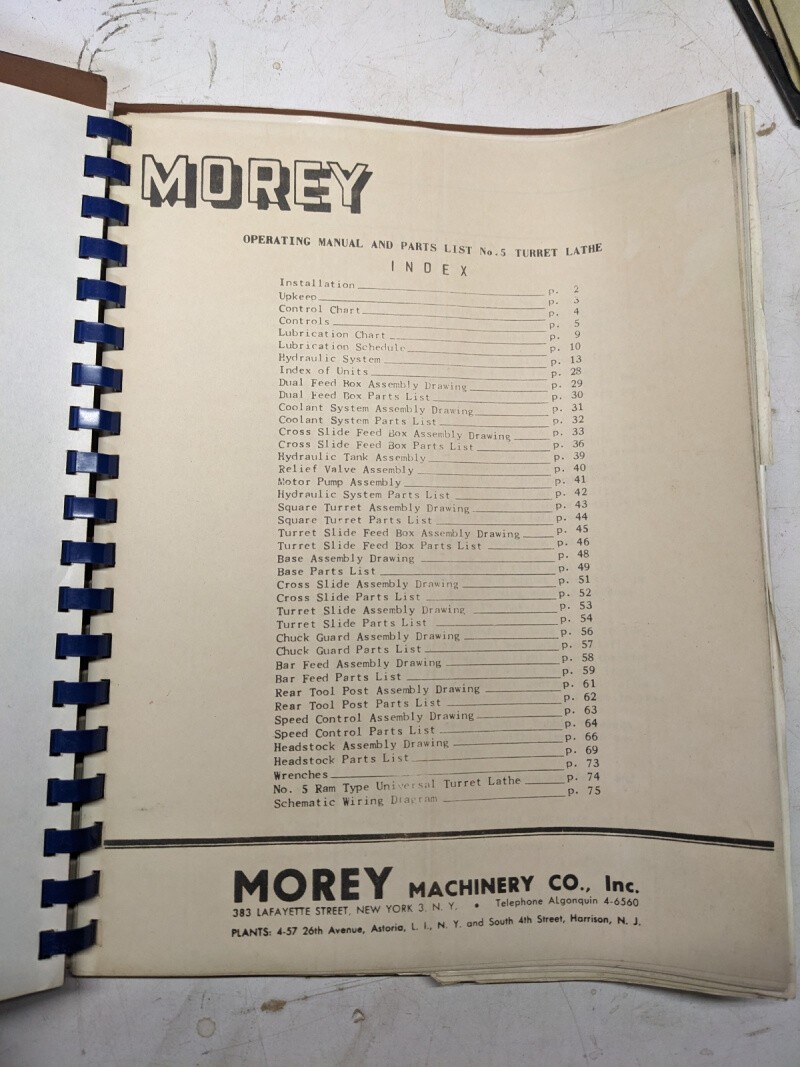 MOREY
OPERATING MANUAL AND PARTS LIST No.5 TURRET LATHE
INDEX
Installation p. 2
Upkeep p. 3
Control Chart p. 4
Controls p. 5
Lubrication Chart p. 9
Lubrication Schedule p. 10
Hydraulic System p. 13
Index of Units p. 28
Dual Feed Box Assembly Drawing p. 29
Dual Feed Box Parts List p. 30
Coolant System Assembly Drawing p. 31
Coolant System Parts List p. 32
Cross Slide Feed Box Assembly Drawing p. 33
Cross Slide Feed Box Parts List p. 36
Hydraulic Tank Assembly p. 39
Relief Valve Assembly p. 40
Motor Pump Assembly p. 41
Hydraulic System Parts List p. 42
Square Turret Assembly Drawing p. 43
Square Turret Parts List p. 44
Turret Slide Feed Box Assembly Drawing p. 45
Turret Slide Feed Box Parts List p. 46
Base Assembly Drawing p. 48
Base Parts List p. 49
Cross Slide Assembly Drawing p. 51
Cross Slide Parts List p. 52
Turret Slide Assembly Drawing p. 53
Turret Slide Parts List p. 54
Chuck Guard Assembly Drawing p. 56
Chuck Guard Parts List p. 57
Bar Feed Assembly Drawing p. 58
Bar Feed Parts List p. 59
Rear Tool Post Assembly Drawing p. 61
Rear Tool Post Parts List p. 62
Speed Control Assembly Drawing p. 63
Speed Control Parts List p. 64
Headstock Assembly Drawing p. 66
Headstock Parts List p. 69
Wrenches p. 73
No. 5 Ram Type Universal Turret Lathe p. 74
Schematic Wiring Diagram p. 75
MOREY MACHINERY CO., Inc.
383 LAFAYETTE STREET, NEW YORK 3, N. Y. • Telephone Algonquin 4-6560
PLANTS: 4-57 26th Avenue, Astoria, L. I., N. Y. and South 4th Street, Harrison, N. J.